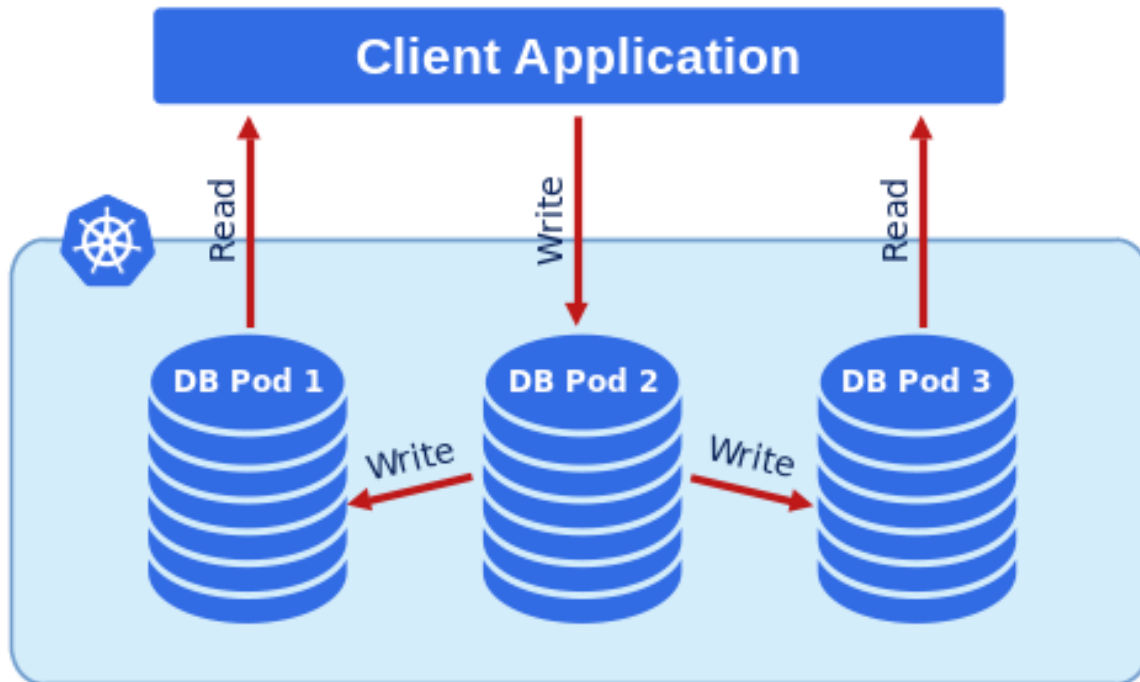 Client Application
Read
Write
Read
DB Pod 1
DB Pod 2
DB Pod 3
Write
Write